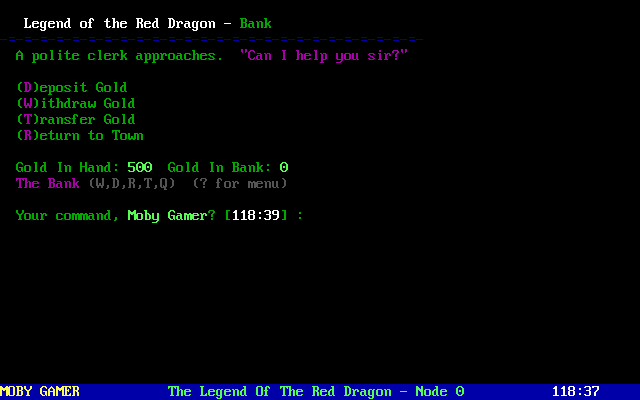 Legend of the Red Dragon - Bank
-=-=-=-=-=-=-=-=-=-=-=-=-=-=-=-=-=-=-=-=-=-=-=-=-=-=-
A polite clerk approaches.  "Can I help you sir?"
(D)eposit Gold
(W)ithdraw Gold
(T)ransfer Gold
(R)eturn to Town
Gold In Hand: 500  Gold In Bank: 0
The Bank (W,D,R,T,Q)  (? for menu)
Your command, Moby Gamer? [118:39] :
MOBY GAMER The Legend Of The Red Dragon - Node 0 118:37